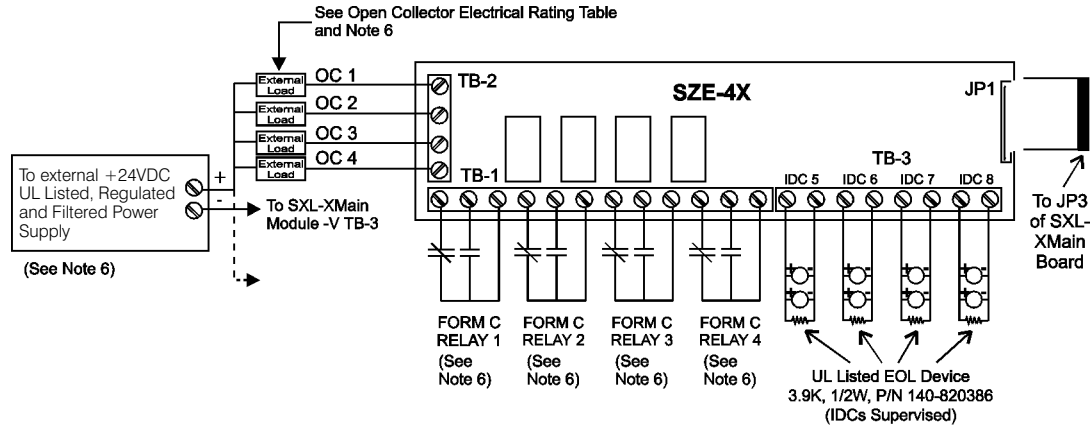 See Open Collector Electrical Rating Table
and Note 6
External
Load
OC 1
External
Load
OC 2
External
Load
OC 3
External
Load
OC 4
TB-2
SZE-4X
JP1
TB-1
TB-3
IDC 5
IDC 6
IDC 7
IDC 8
To external +24VDC
UL Listed, Regulated
and Filtered Power
Supply
(See Note 6)
+
-
To SXL-XMain
Module -V TB-3
To JP3
of SXL-
XMain
Board
+ -
+ -
+ -
+ -
+ -
+ -
+ -
+ -
FORM C
RELAY 1
(See
Note 6)
FORM C
RELAY 2
(See
Note 6)
FORM C
RELAY 3
(See
Note 6)
FORM C
RELAY 4
(See
Note 6)
UL Listed EOL Device
3.9K, 1/2W, P/N 140-820386
(IDCs Supervised)